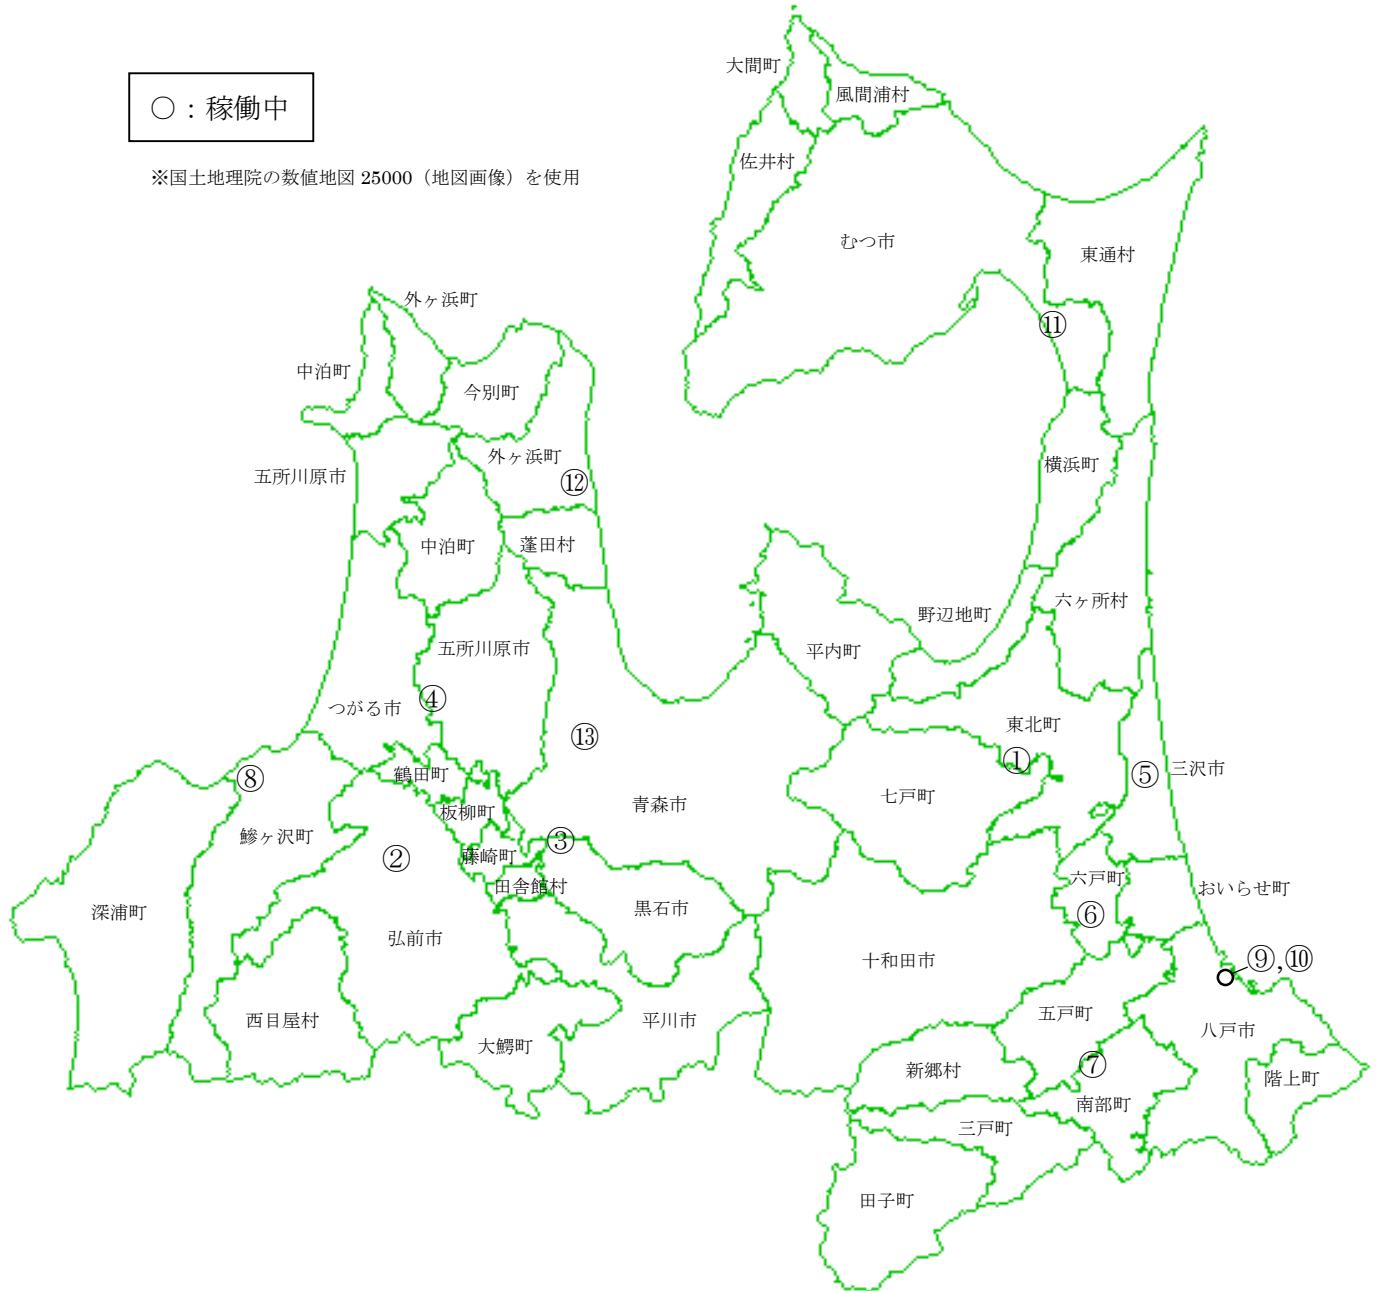 大間町
風間浦村
○：稼働中
佐井村
※国土地理院の数値地図 25000（地図画像）を使用
むつ市
東通村
外ヶ浜町
⑪
中泊町
今別町
外ヶ浜町
横浜町
五所川原市
⑫
中泊町
蓬田村
六ヶ所村
野辺地町
五所川原市
平内町
④
つがる市
東北町
⑬
①
三沢市
⑤
鶴田町
⑧
七戸町
青森市
板柳町
鰺ヶ沢町
③
②
藤崎町
六戸町
田舎館村
おいらせ町
黒石市
深浦町
⑥
弘前市
十和田市
⑨,⑩
五戸町
西目屋村
平川市
八戸市
大鰐町
⑦
新郷村
階上町
南部町
三戸町
田子町